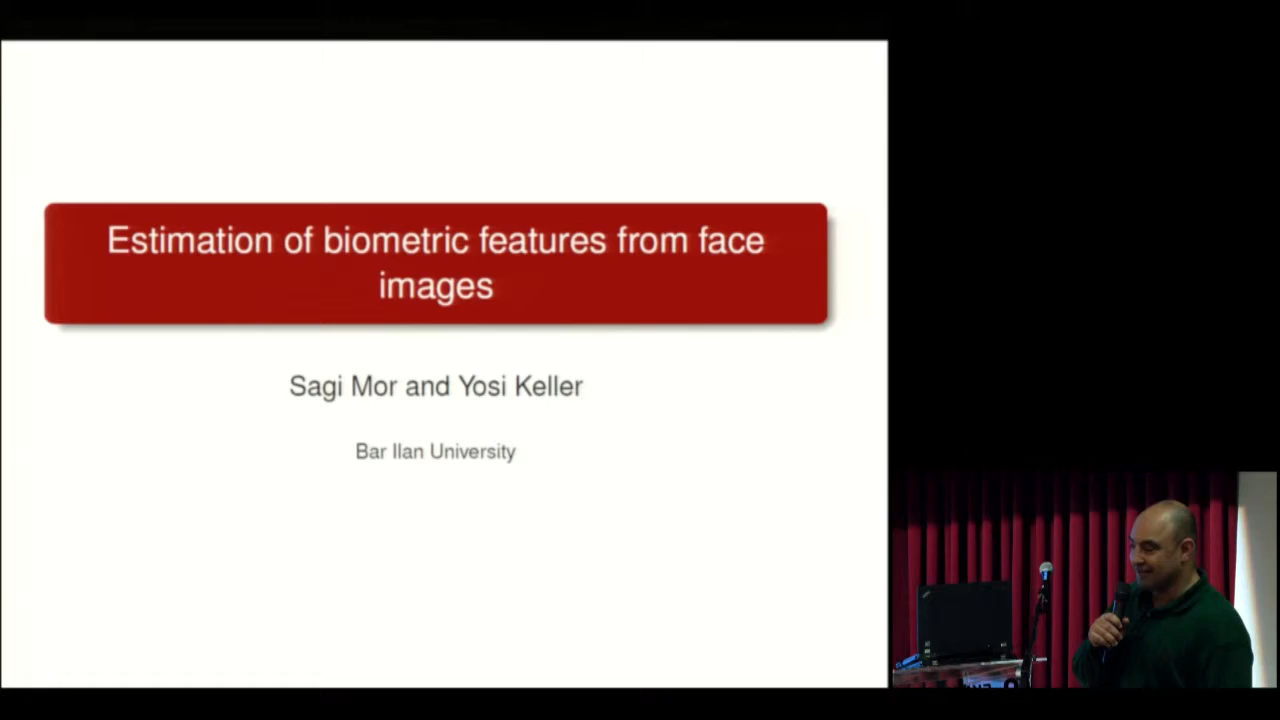 Estimation of biometric features from face
images
Sagi Mor and Yosi Keller
Bar Ilan University